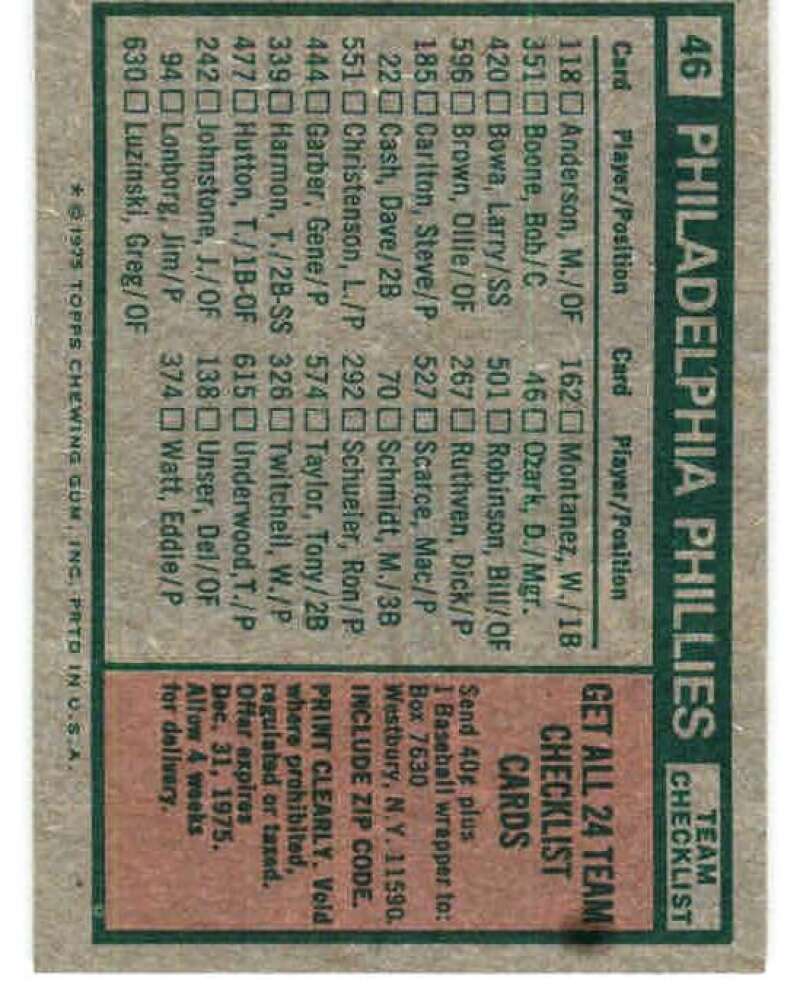 46 PHILADELPHIA PHILLIES TEAM CHECKLIST
Card Player/Position Card Player/Position
118 Anderson, M./OF 162 Montanez, W./1B
351 Boone, Bob/C 46 Ozark, D./Mgr.
420 Bowa, Larry/SS 501 Robinson, Bill/OF
596 Brown, Ollie/OF 267 Ruthven, Dick/P
185 Carlton, Steve/P 527 Scarce, Mac/P
22 Cash, Dave/2B 70 Schmidt, M./3B
551 Christenson, L./P 292 Schueler, Ron/P
444 Garber, Gene/P 574 Taylor, Tony/2B
339 Harmon, T./2B-SS 326 Twitchell, W./P
477 Hutton, T./1B-OF 615 Underwood, T./P
242 Johnstone, J./OF 138 Unser, Del/OF
94 Lonborg, Jim/P 374 Watt, Eddie/P
630 Luzinski, Greg/OF
GET ALL 24 TEAM
CHECKLIST
CARDS
Send 40¢ plus
1 Baseball wrapper to:
Box 7630
Westbury, N.Y. 11590.
INCLUDE ZIP CODE.
PRINT CLEARLY. Void
where prohibited,
regulated or taxed.
Offer expires
Dec. 31, 1975.
Allow 4 weeks
for delivery.
* © 1975 TOPPS CHEWING GUM, INC. PRTD IN U.S.A.